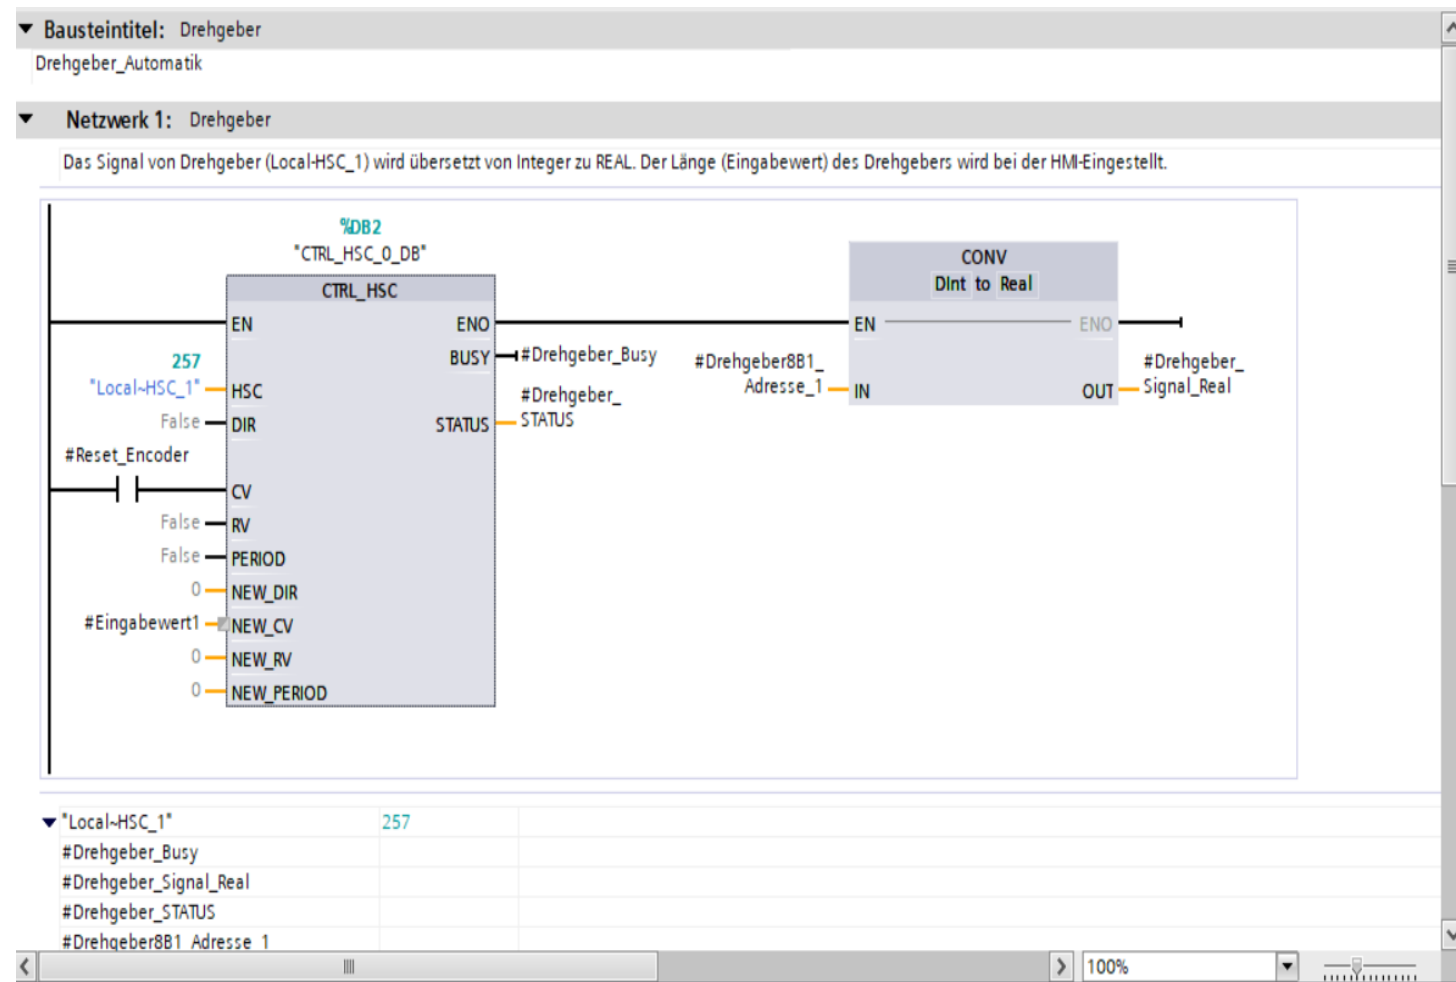 Bausteintitel: Drehgeber
Drehgeber_Automatik
Netzwerk 1: Drehgeber
Das Signal von Drehgeber (Local-HSC_1) wird übersetzt von Integer zu REAL. Der Länge (Eingabewert) des Drehgebers wird bei der HMI-Eingestellt.
%DB2
"CTRL_HSC_0_DB"
CTRL_HSC
EN ENO
BUSY #Drehgeber_Busy
257
"Local~HSC_1" HSC
#Drehgeber_
STATUS STATUS
False DIR
#Reset_Encoder
CV
False RV
False PERIOD
0 NEW_DIR
#Eingabewert1 NEW_CV
0 NEW_RV
0 NEW_PERIOD
CONV
DInt to Real
EN ENO
#Drehgeber8B1_
Adresse_1 IN
#Drehgeber_
OUT Signal_Real
"Local~HSC_1" 257
#Drehgeber_Busy
#Drehgeber_Signal_Real
#Drehgeber_STATUS
#Drehgeber8B1_Adresse_1
100%